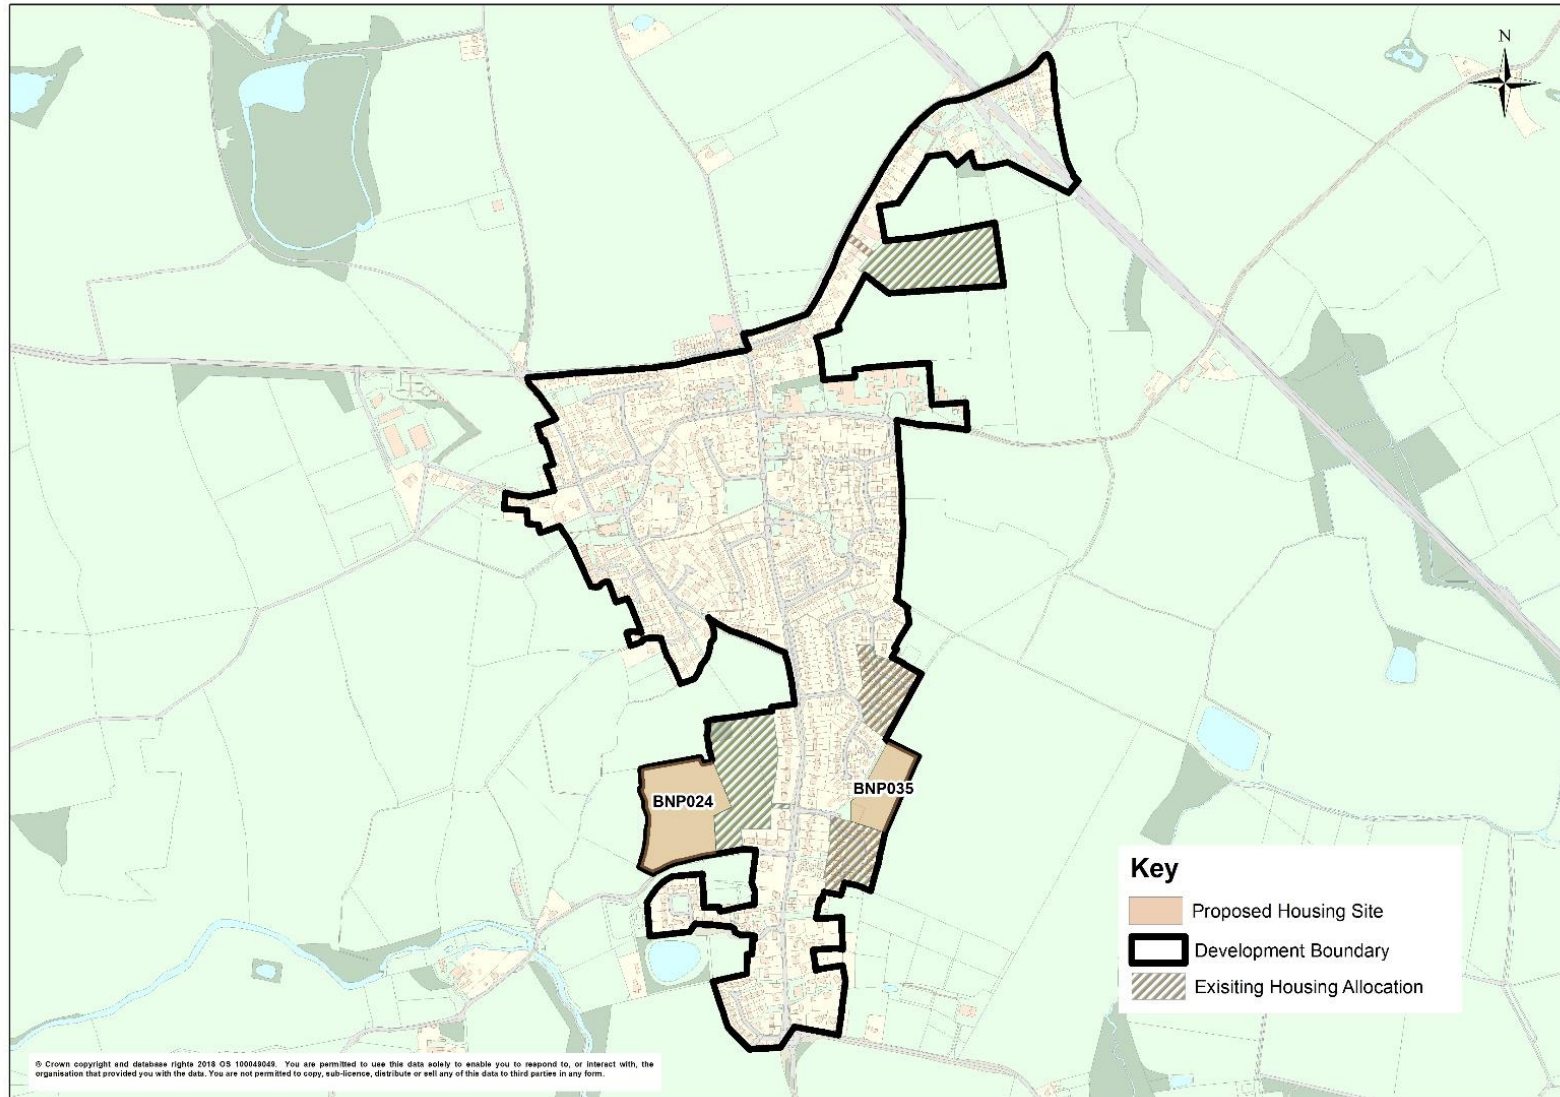 N
BNP024
BNP035
Key
Proposed Housing Site
Development Boundary
Exisiting Housing Allocation
© Crown copyright and database rights 2018 OS 100049049. You are permitted to use this data solely to enable you to respond to, or interact with, the
organisation that provided you with the data. You are not permitted to copy, sub-licence, distribute or sell any of this data to third parties in any form.